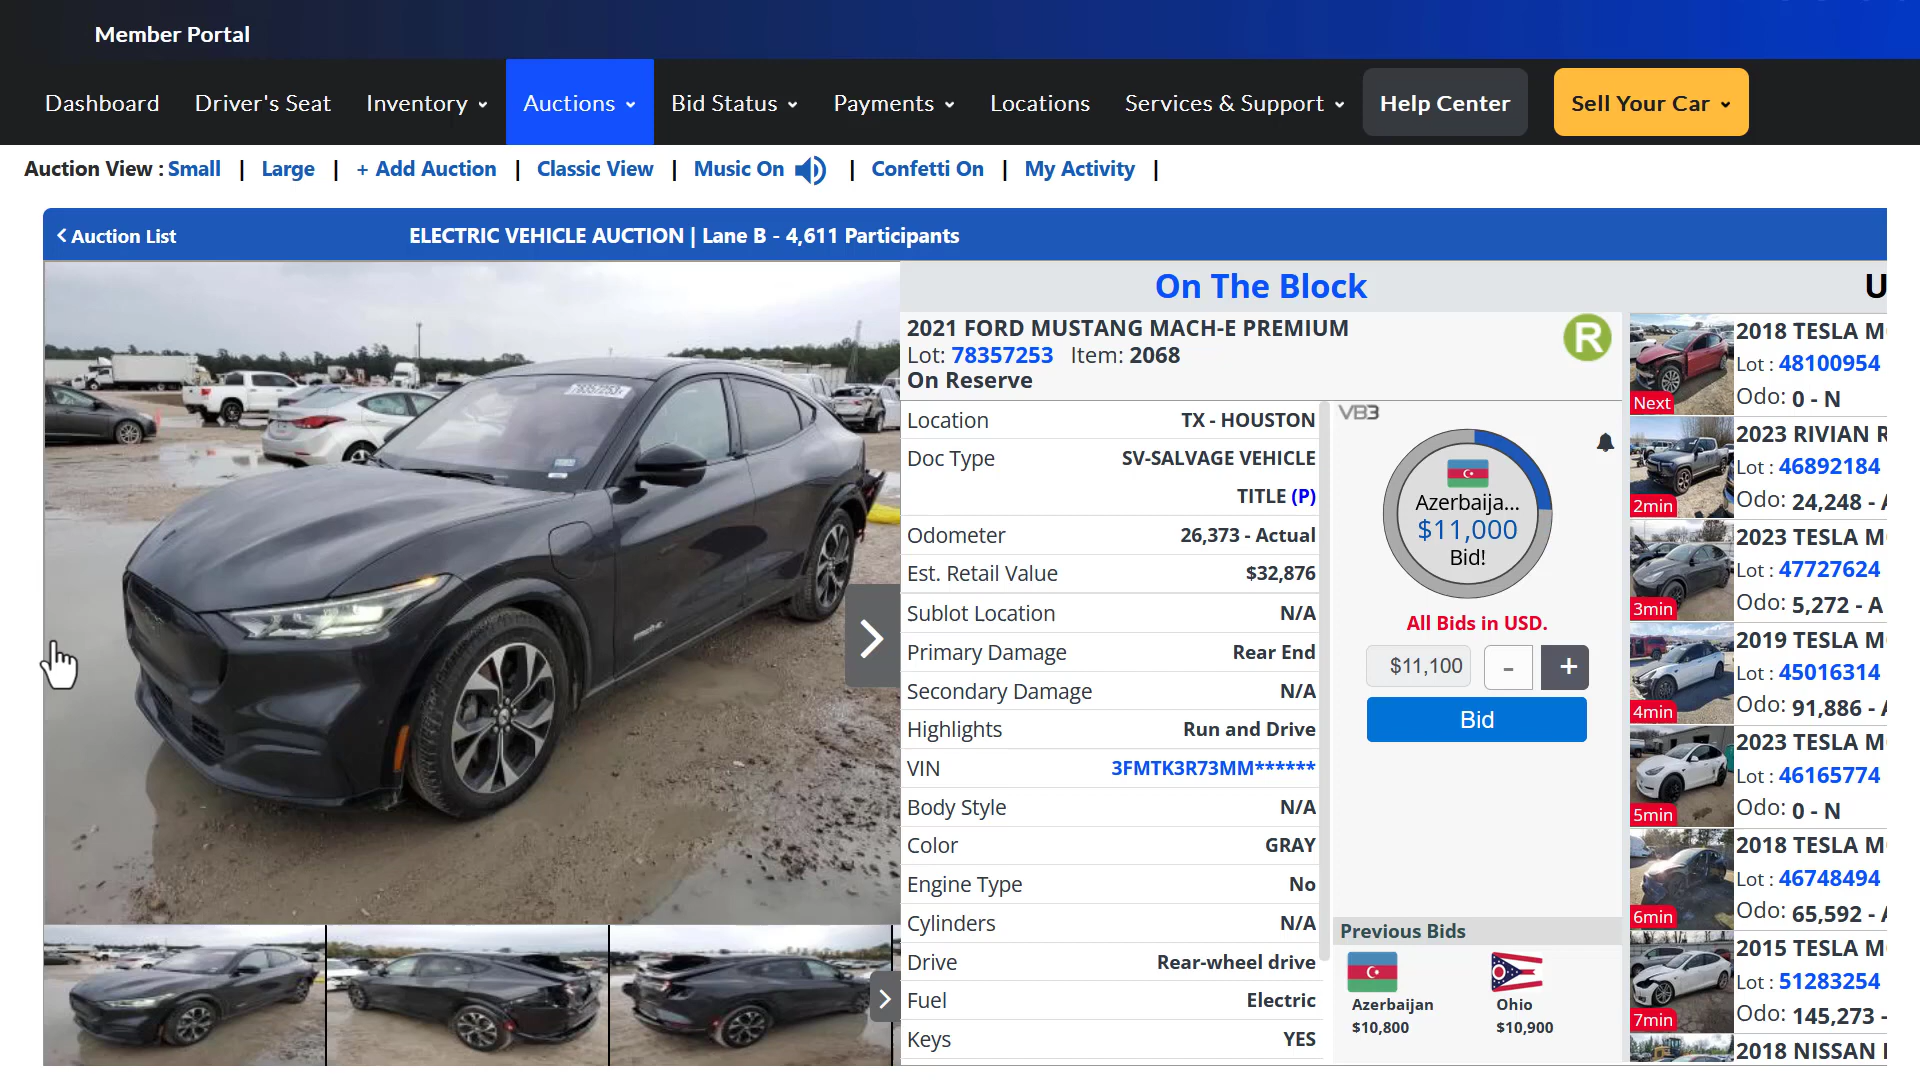 Member Portal
Dashboard
Driver's Seat
Inventory
Auctions
Bid Status
Payments
Locations
Services & Support
Help Center
Sell Your Car
Auction View : Small | Large | + Add Auction | Classic View | Music On | Confetti On | My Activity |
Auction List
ELECTRIC VEHICLE AUCTION | Lane B - 4,611 Participants
On The Block
2021 FORD MUSTANG MACH-E PREMIUM
Lot: 78357253 Item: 2068
On Reserve
R
Location TX - HOUSTON
Doc Type SV-SALVAGE VEHICLE
TITLE (P)
Odometer 26,373 - Actual
Est. Retail Value $32,876
Sublot Location N/A
Primary Damage Rear End
Secondary Damage N/A
Highlights Run and Drive
VIN 3FMTK3R73MM******
Body Style N/A
Color GRAY
Engine Type No
Cylinders N/A
Drive Rear-wheel drive
Fuel Electric
Keys YES
VB3
Azerbaija...
$11,000
Bid!
All Bids in USD.
$11,100 - +
Bid
Previous Bids
Azerbaijan
$10,800
Ohio
$10,900
U
2018 TESLA M
Lot : 48100954
Odo: 0 - N
Next
2023 RIVIAN R
Lot : 46892184
Odo: 24,248 - A
2min
2023 TESLA M
Lot : 47727624
Odo: 5,272 - A
3min
2019 TESLA M
Lot : 45016314
Odo: 91,886 - A
4min
2023 TESLA M
Lot : 46165774
Odo: 0 - N
5min
2018 TESLA M
Lot : 46748494
Odo: 65,592 - A
6min
2015 TESLA M
Lot : 51283254
Odo: 145,273 -
7min
2018 NISSAN
78357253